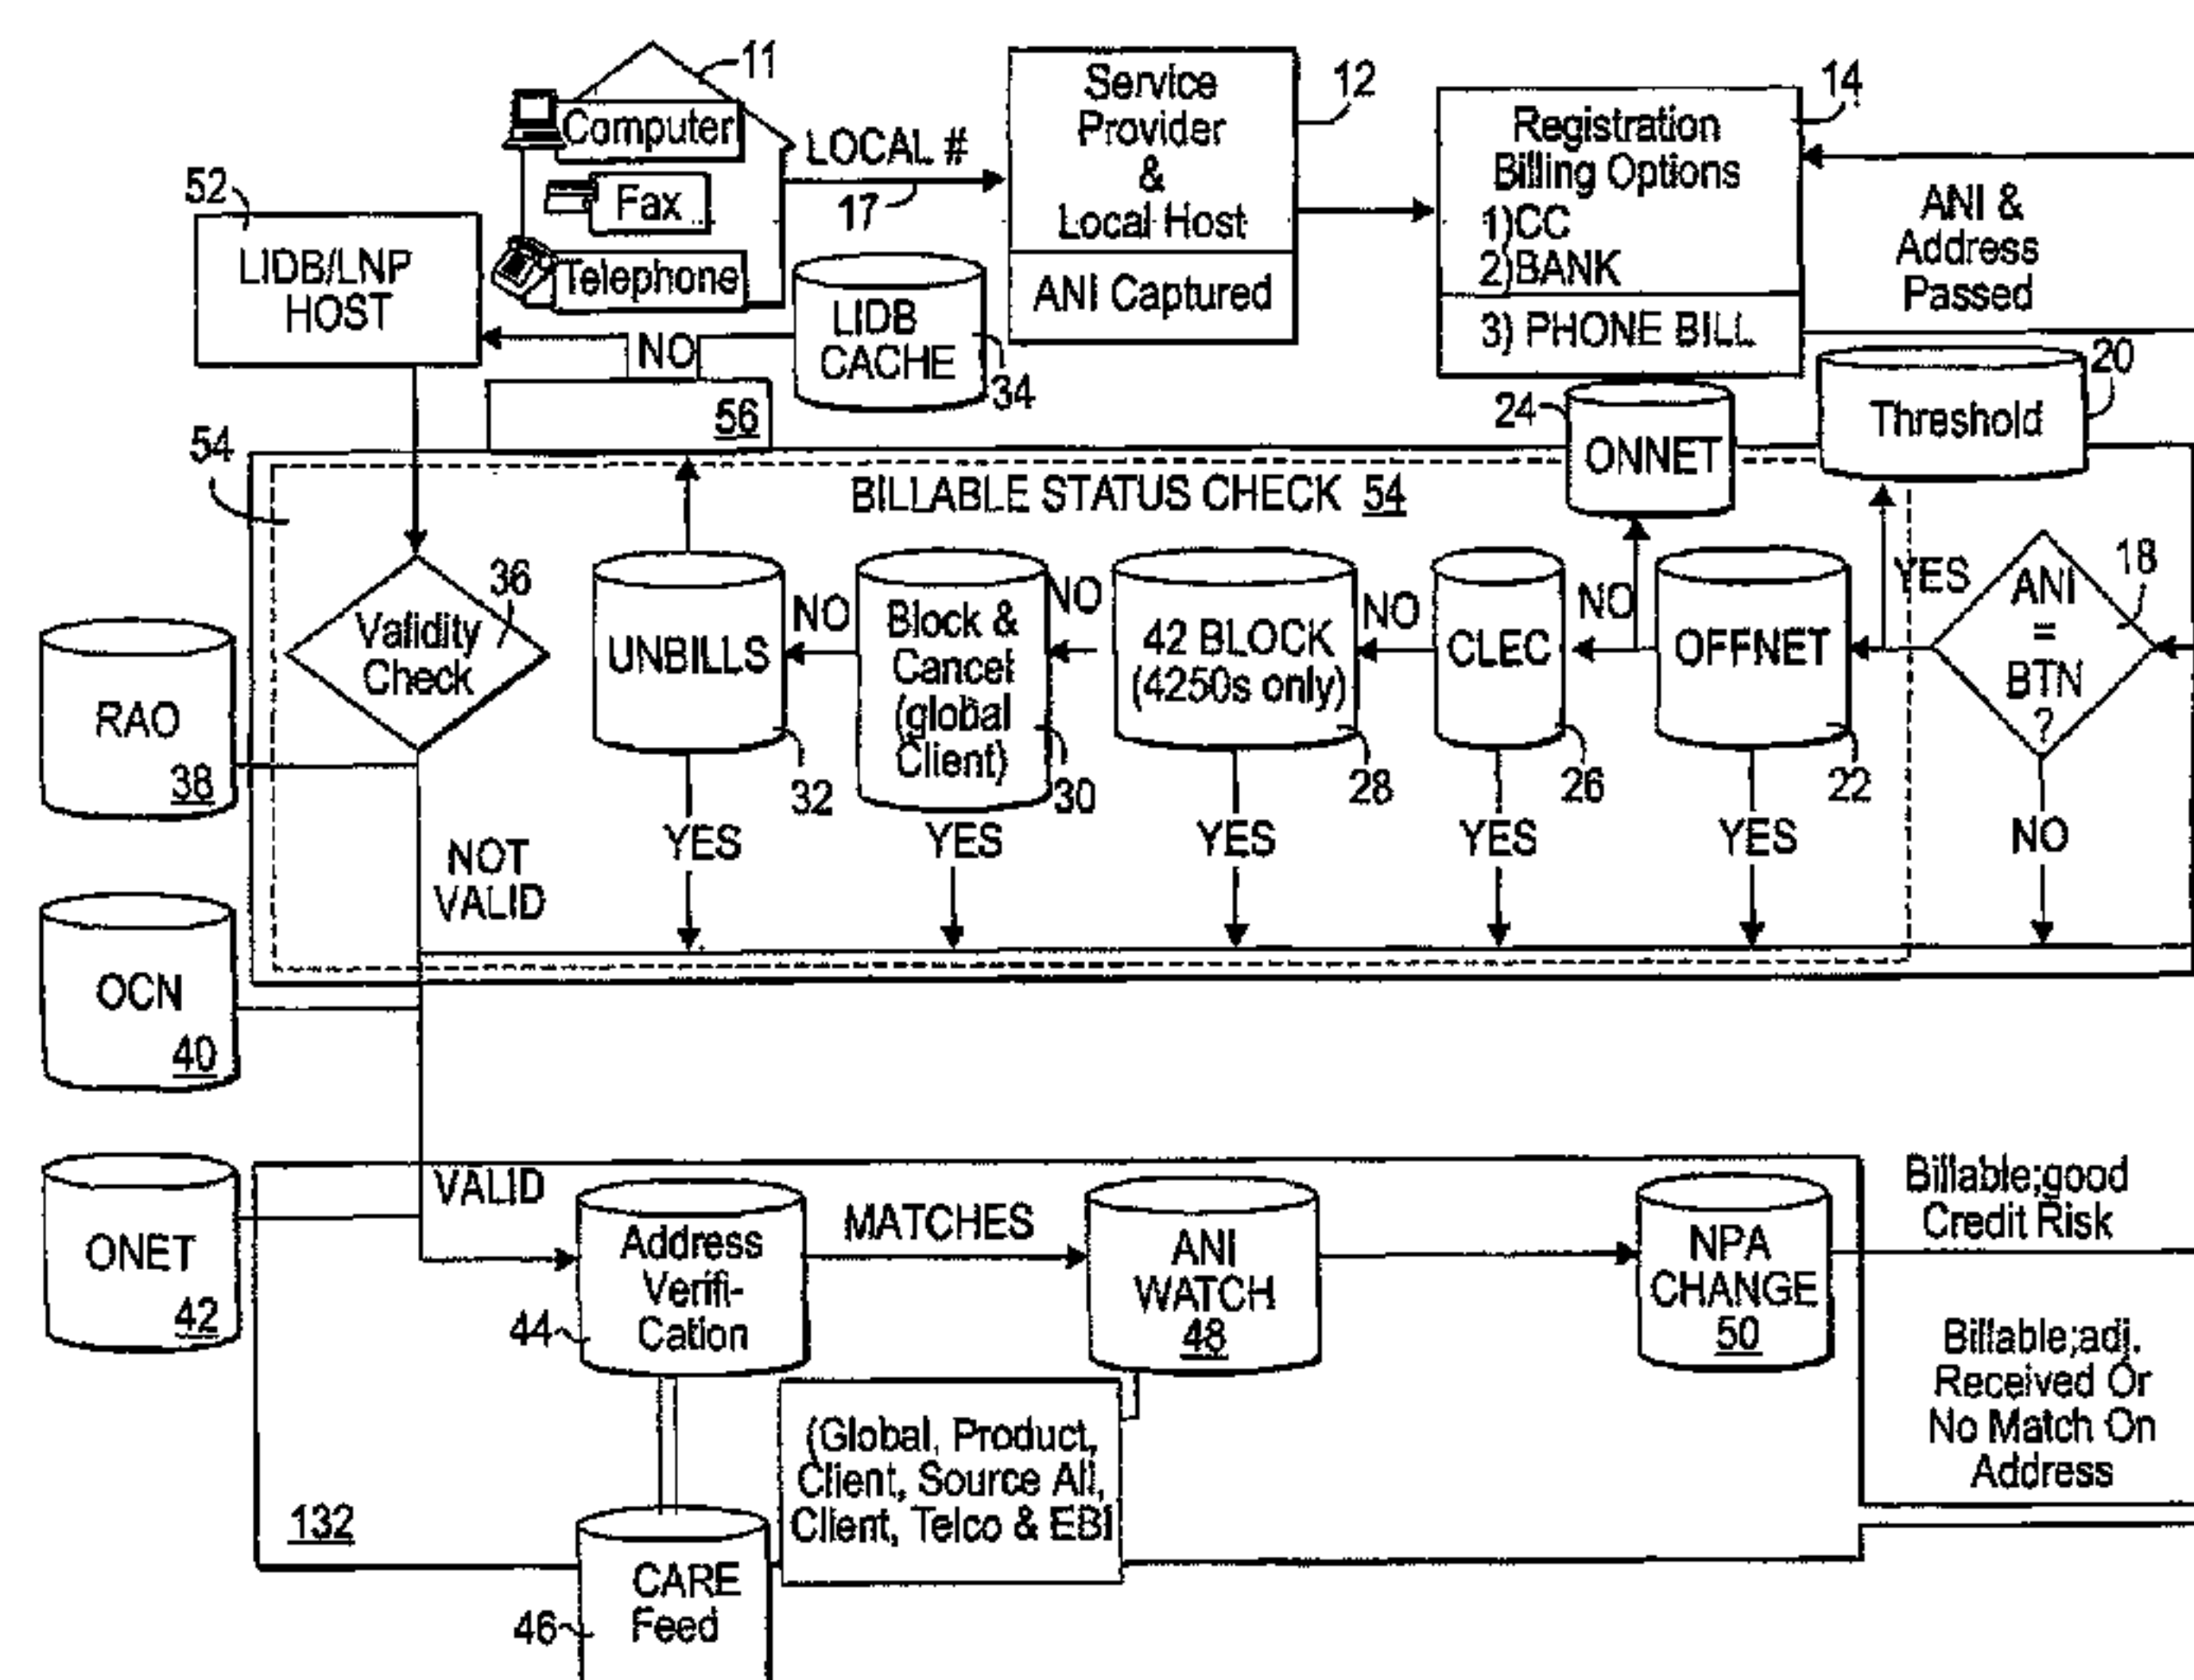 11
Computer
Fax
Telephone
LOCAL #
17
Service
Provider
&
Local Host
ANI Captured
12
Registration
Billing Options
1)CC
2)BANK
3) PHONE BILL
14
ANI &
Address
Passed
52
LIDB/LNP
HOST
NO
LIDB
CACHE
34
56
24
ONNET
Threshold
20
54
BILLABLE STATUS CHECK 54
Validity
Check
36
UNBILLS
32
NO
Block &
Cancel
(global
Client)
30
NO
42 BLOCK
(4250s only)
28
NO
CLEC
26
NO
OFFNET
22
YES
ANI
=
BTN
?
18
RAO
38
NOT
VALID
YES
YES
YES
YES
YES
NO
OCN
40
ONET
42
VALID
Address
Verifi-
Cation
44
MATCHES
ANI
WATCH
48
NPA
CHANGE
50
Billable;good
Credit Risk
Billable;adj.
Received Or
No Match On
Address
(Global, Product,
Client, Source All,
Client, Telco & EBI
132
CARE
Feed
46